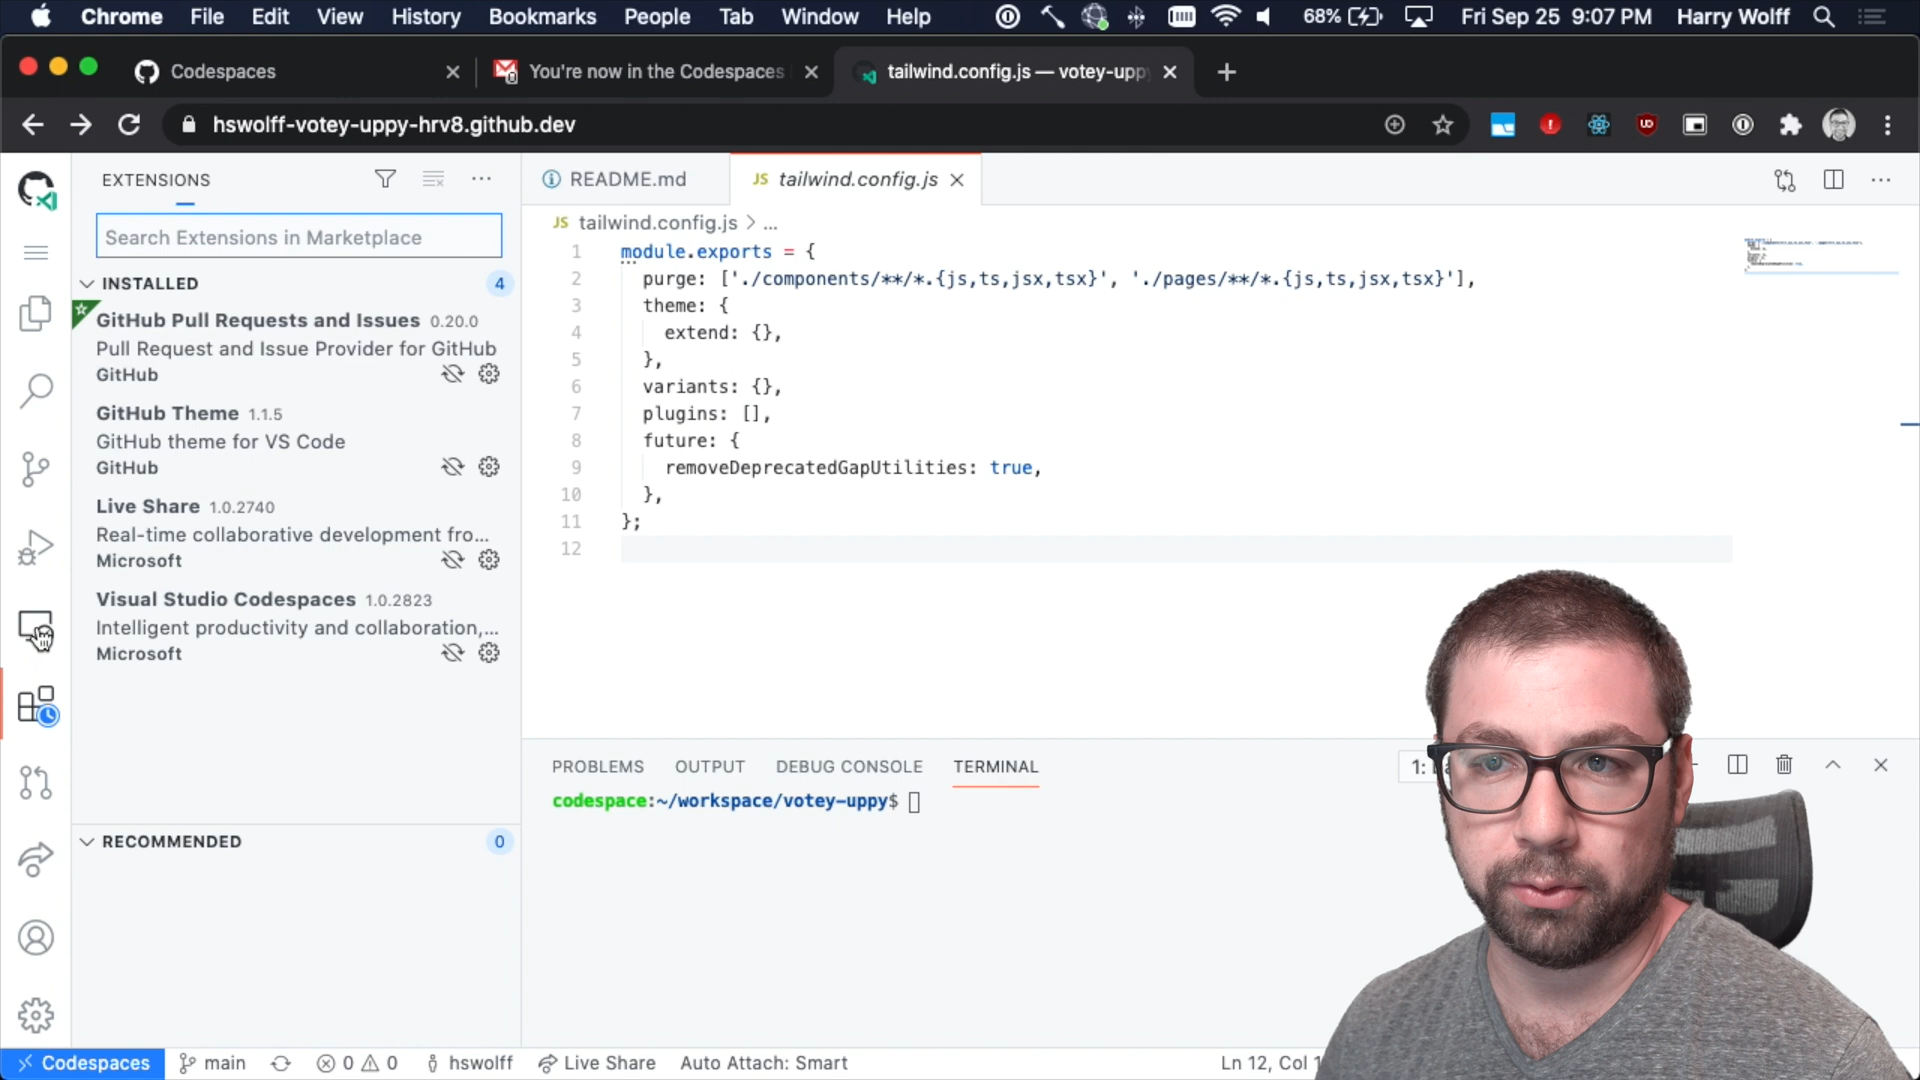 Chrome File Edit View History Bookmarks People Tab Window Help 68% Fri Sep 25 9:07 PM Harry Wolff
Codespaces
You're now in the Codespaces
tailwind.config.js — votey-uppy
hswolff-votey-uppy-hrv8.github.dev
EXTENSIONS
Search Extensions in Marketplace
INSTALLED 4
GitHub Pull Requests and Issues 0.20.0
Pull Request and Issue Provider for GitHub
GitHub
GitHub Theme 1.1.5
GitHub theme for VS Code
GitHub
Live Share 1.0.2740
Real-time collaborative development fro...
Microsoft
Visual Studio Codespaces 1.0.2823
Intelligent productivity and collaboration,...
Microsoft
RECOMMENDED 0
README.md
JS tailwind.config.js
JS tailwind.config.js > ...
1 module.exports = {
2 purge: ['./components/**/*.{js,ts,jsx,tsx}', './pages/**/*.{js,ts,jsx,tsx}'],
3 theme: {
4 extend: {},
5 },
6 variants: {},
7 plugins: [],
8 future: {
9 removeDeprecatedGapUtilities: true,
10 },
11 };
12
PROBLEMS OUTPUT DEBUG CONSOLE TERMINAL
1:
codespace:~/workspace/votey-uppy$
Codespaces main 0 0 hswolff Live Share Auto Attach: Smart Ln 12, Col